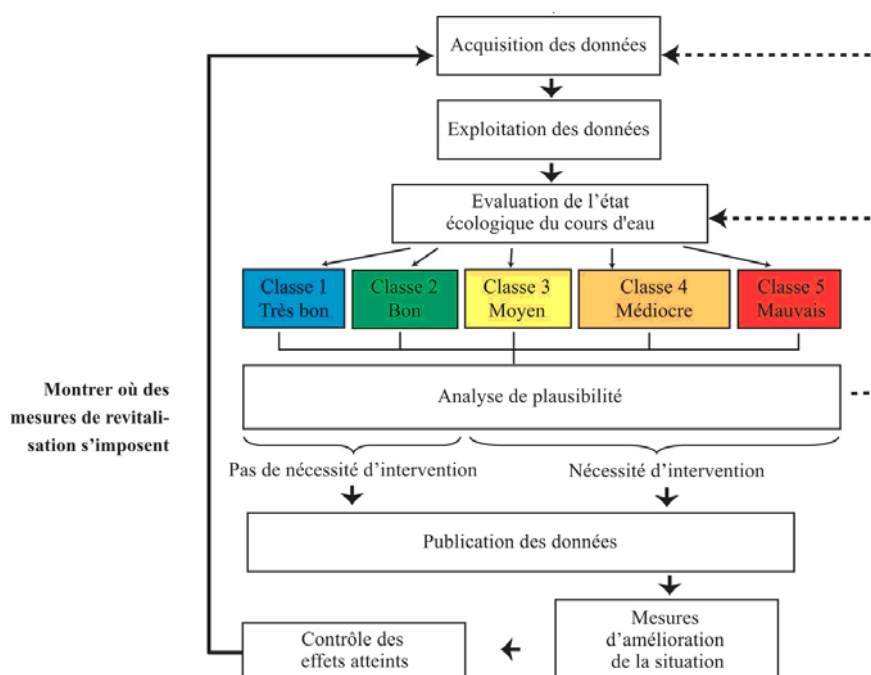 Acquisition des données
Exploitation des données
Evaluation de l’état
écologique du cours d'eau
Classe 1
Très bon
Classe 2
Bon
Classe 3
Moyen
Classe 4
Médiocre
Classe 5
Mauvais
Montrer où des
mesures de revitali-
sation s’imposent
Analyse de plausibilité
Pas de nécessité d’intervention
Nécessité d’intervention
Publication des données
Mesures
d’amélioration
de la situation
Contrôle des
effets atteints